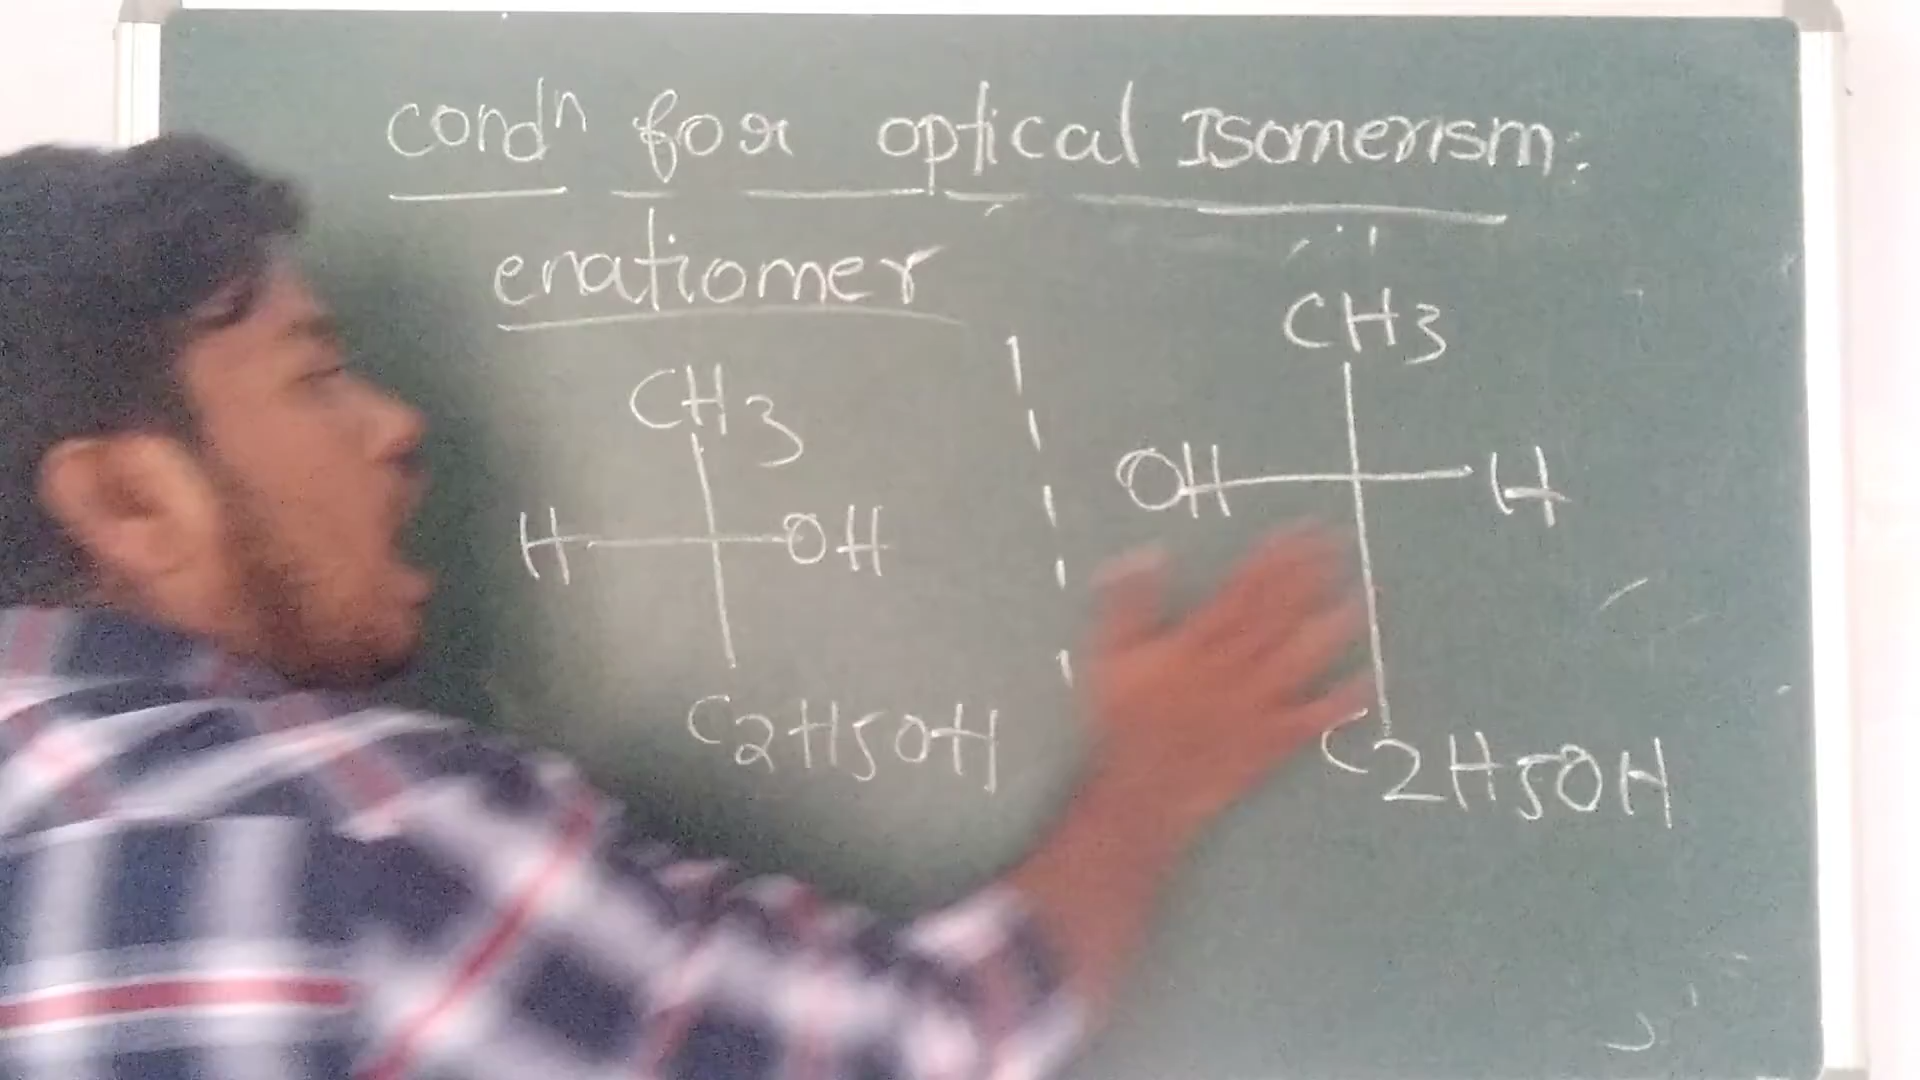 condn for optical Isomerism:
enatiomer
CH3
H OH
C2H5OH
CH3
OH H
C2H5OH